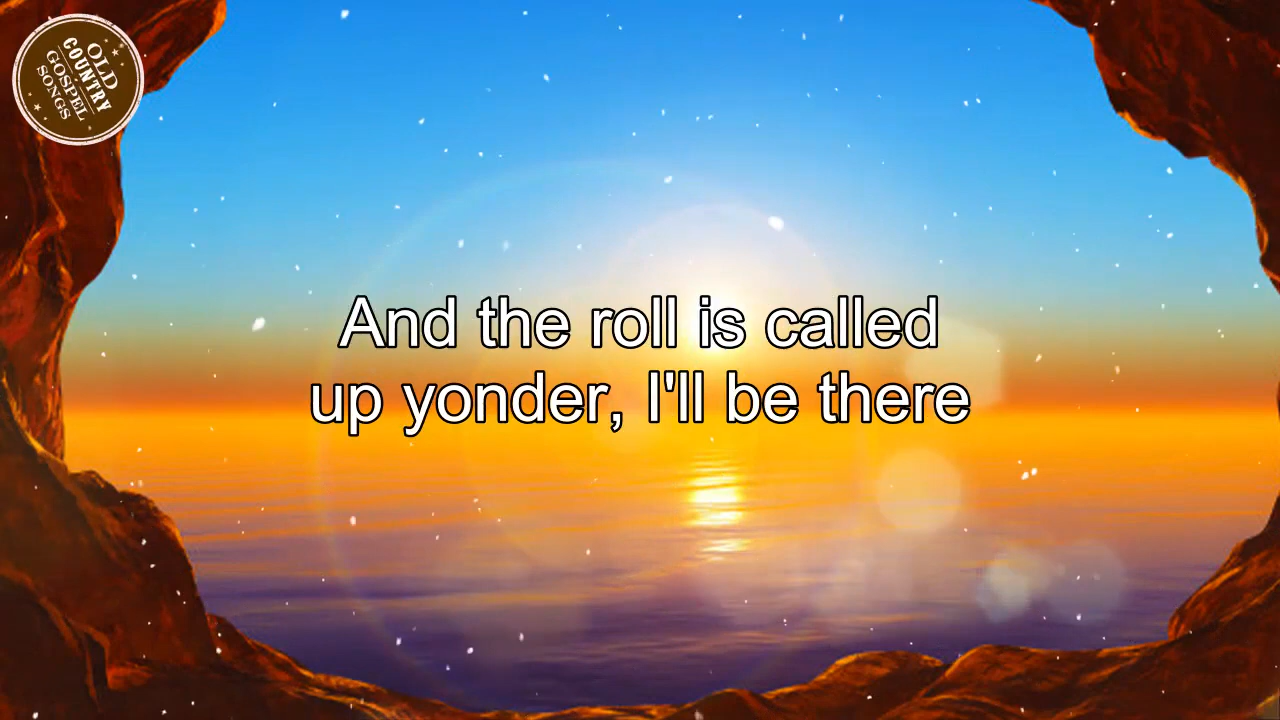 OLD
COUNTRY
GOSPEL
SONGS
And the roll is called
up yonder, I'll be there